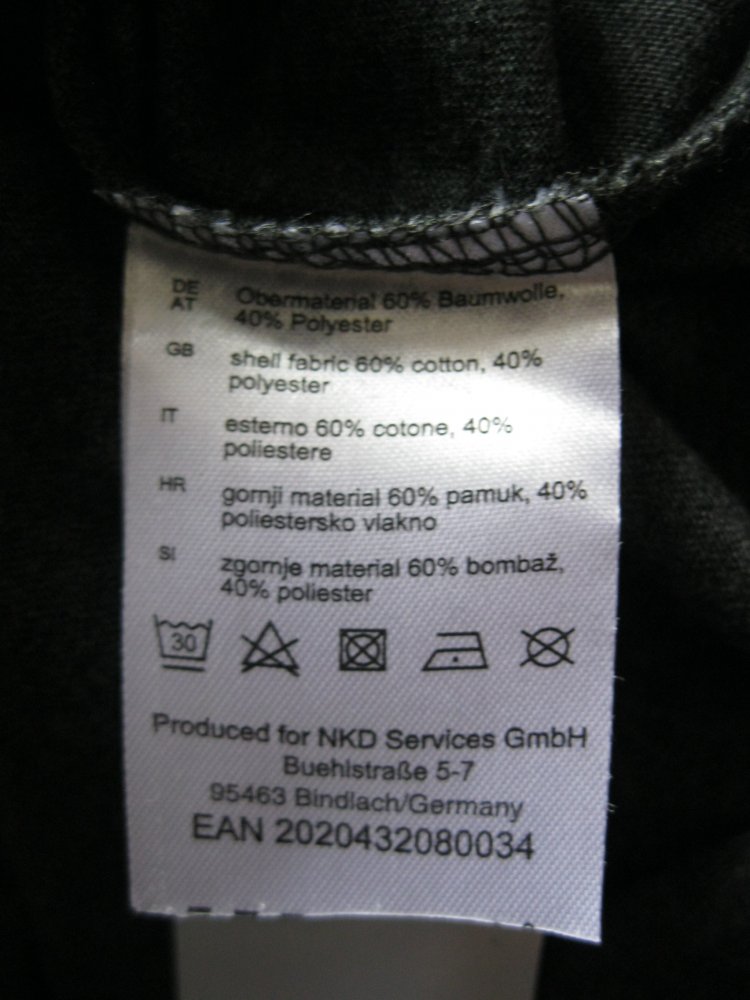 DE AT Obermaterial 60% Baumwolle,
40% Polyester
GB shell fabric 60% cotton, 40%
polyester
IT esterno 60% cotone, 40%
poliestere
HR gornji material 60% pamuk, 40%
poliestersko vlakno
SI zgornje material 60% bombaž,
40% poliester
30
Produced for NKD Services GmbH
Buehlstraße 5-7
95463 Bindlach/Germany
EAN 2020432080034